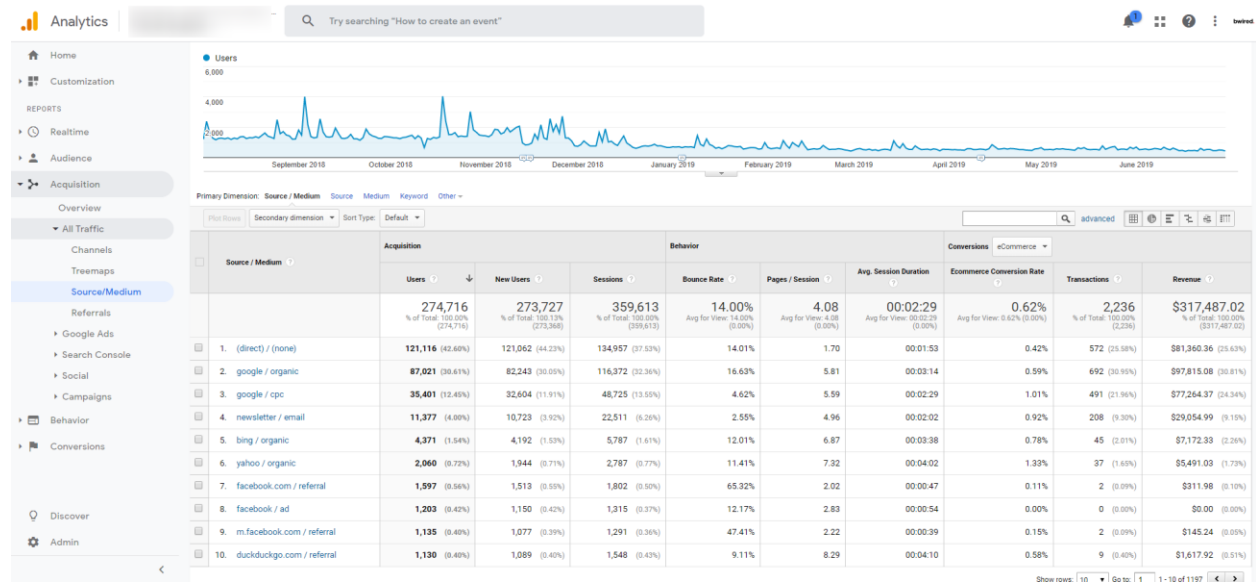 Analytics
Try searching "How to create an event"
1
bwired.
Home
Customization
REPORTS
Realtime
Audience
Acquisition
Overview
All Traffic
Channels
Treemaps
Source/Medium
Referrals
Google Ads
Search Console
Social
Campaigns
Behavior
Conversions
Discover
Admin
Users
6,000
4,000
2,000
September 2018 October 2018 November 2018 December 2018 January 2019 February 2019 March 2019 April 2019 May 2019 June 2019
Primary Dimension: Source / Medium Source Medium Keyword Other
Plot Rows Secondary dimension Sort Type: Default advanced
Source / Medium ? Acquisition Behavior Conversions eCommerce
Users ? New Users ? Sessions ? Bounce Rate ? Pages / Session ? Avg. Session Duration ? Ecommerce Conversion Rate ? Transactions ? Revenue ?
274,716 273,727 359,613 14.00% 4.08 00:02:29 0.62% 2,236 $317,487.02
% of Total: 100.00% % of Total: 100.13% % of Total: 100.00% Avg for View: 14.00% Avg for View: 4.08 Avg for View: 00:02:29 Avg for View: 0.62% (0.00%) % of Total: 100.00% % of Total: 100.00%
(274,716) (273,368) (359,613) (0.00%) (0.00%) (0.00%) (2,236) ($317,487.02)
1. (direct) / (none) 121,116 (42.60%) 121,062 (44.23%) 134,957 (37.53%) 14.01% 1.70 00:01:53 0.42% 572 (25.58%) $81,360.36 (25.63%)
2. google / organic 87,021 (30.61%) 82,243 (30.05%) 116,372 (32.36%) 16.63% 5.81 00:03:14 0.59% 692 (30.95%) $97,815.08 (30.81%)
3. google / cpc 35,401 (12.45%) 32,604 (11.91%) 48,725 (13.55%) 4.62% 5.59 00:02:29 1.01% 491 (21.96%) $77,264.37 (24.34%)
4. newsletter / email 11,377 (4.00%) 10,723 (3.92%) 22,511 (6.26%) 2.55% 4.96 00:02:02 0.92% 208 (9.30%) $29,054.99 (9.15%)
5. bing / organic 4,371 (1.54%) 4,192 (1.53%) 5,787 (1.61%) 12.01% 6.87 00:03:38 0.78% 45 (2.01%) $7,172.33 (2.26%)
6. yahoo / organic 2,060 (0.72%) 1,944 (0.71%) 2,787 (0.77%) 11.41% 7.32 00:04:02 1.33% 37 (1.65%) $5,491.03 (1.73%)
7. facebook.com / referral 1,597 (0.56%) 1,513 (0.55%) 1,802 (0.50%) 65.32% 2.02 00:00:47 0.11% 2 (0.09%) $311.98 (0.10%)
8. facebook / ad 1,203 (0.42%) 1,150 (0.42%) 1,315 (0.37%) 12.17% 2.83 00:00:54 0.00% 0 (0.00%) $0.00 (0.00%)
9. m.facebook.com / referral 1,135 (0.40%) 1,077 (0.39%) 1,291 (0.36%) 47.41% 2.22 00:00:39 0.15% 2 (0.09%) $145.24 (0.05%)
10. duckduckgo.com / referral 1,130 (0.40%) 1,089 (0.40%) 1,548 (0.43%) 9.11% 8.29 00:04:10 0.58% 9 (0.40%) $1,617.92 (0.51%)
Show rows: 10 Go to: 1 1 - 10 of 1197